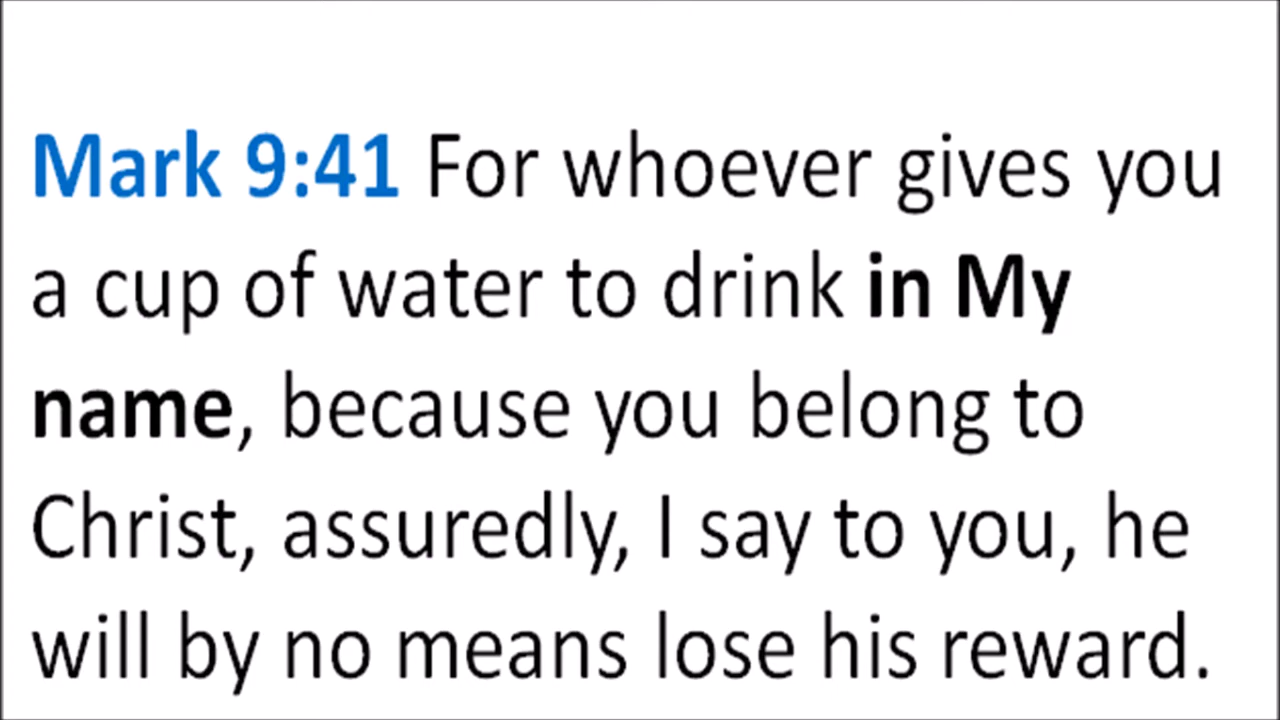 Mark 9:41 For whoever gives you
a cup of water to drink in My
name, because you belong to
Christ, assuredly, I say to you, he
will by no means lose his reward.